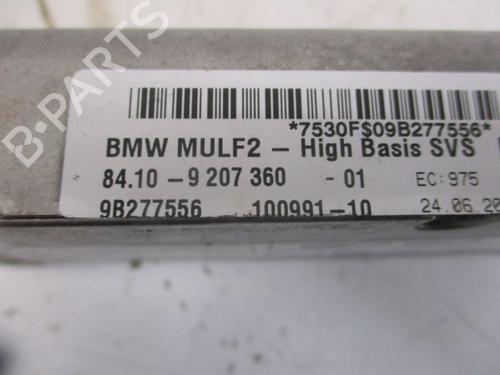 *7530F$09B277556*
BMW MULF2 – High Basis SVS
84.10 -9 207 360 - 01 EC:975
9B277556 100991-10 24.06.20
B-PARTS